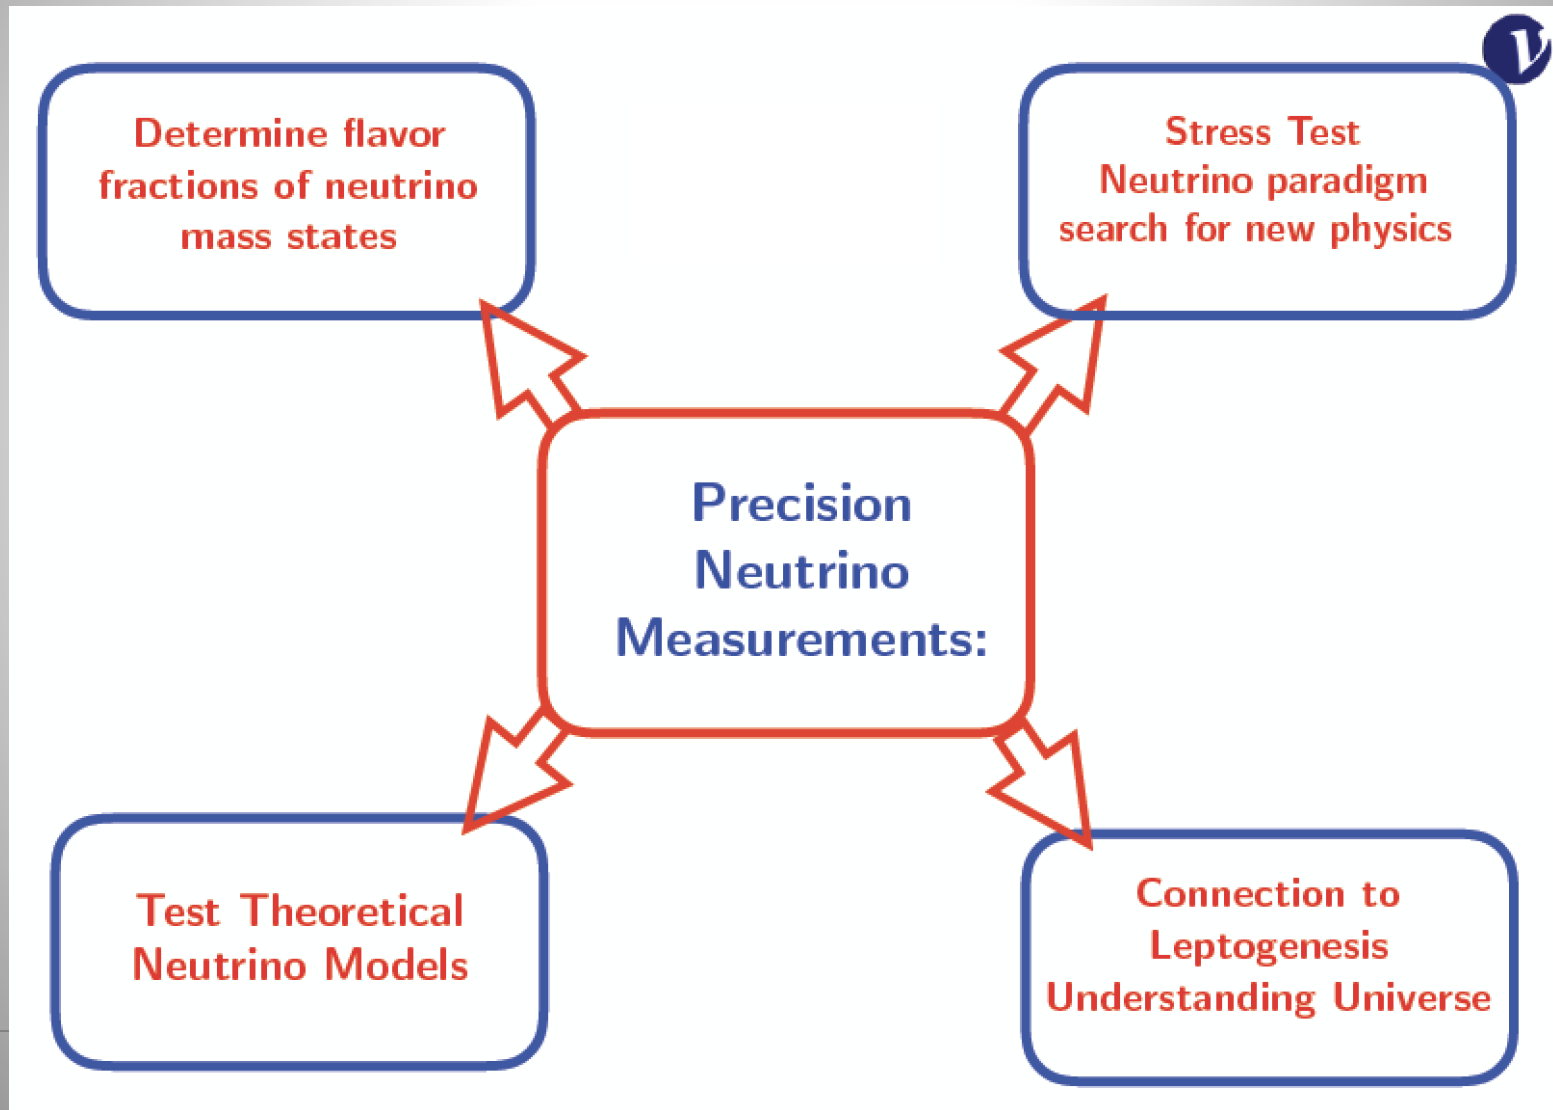 ν
Determine flavor
fractions of neutrino
mass states
Stress Test
Neutrino paradigm
search for new physics
Precision
Neutrino
Measurements:
Test Theoretical
Neutrino Models
Connection to
Leptogenesis
Understanding Universe